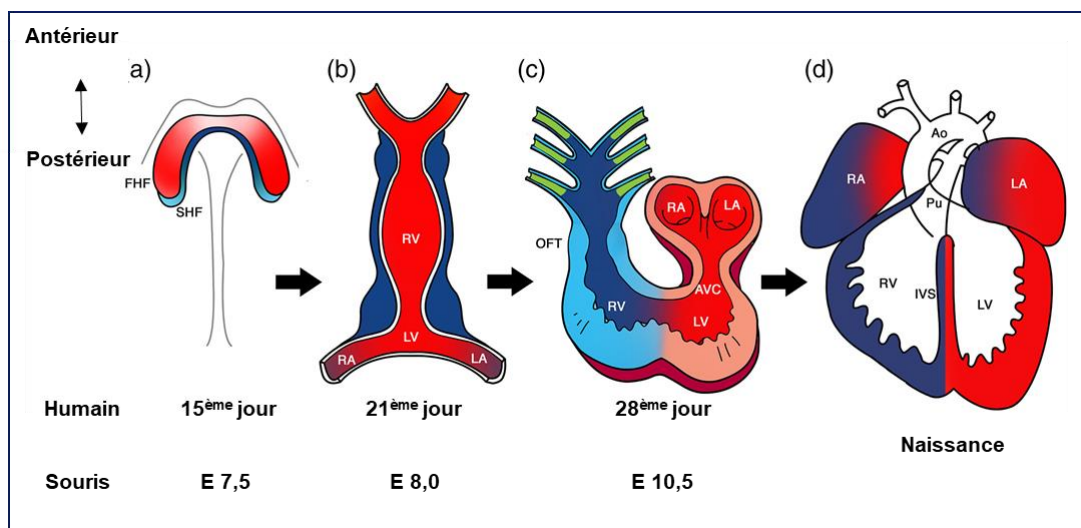 Antérieur
Postérieur
a)
FHF
SHF
(b)
RV
LV
RA
LA
(c)
OFT
RA
LA
AVC
RV
LV
(d)
Ao
RA
LA
Pu
RV
IVS
LV
Humain 15ème jour 21ème jour 28ème jour
Naissance
Souris E 7,5 E 8,0 E 10,5